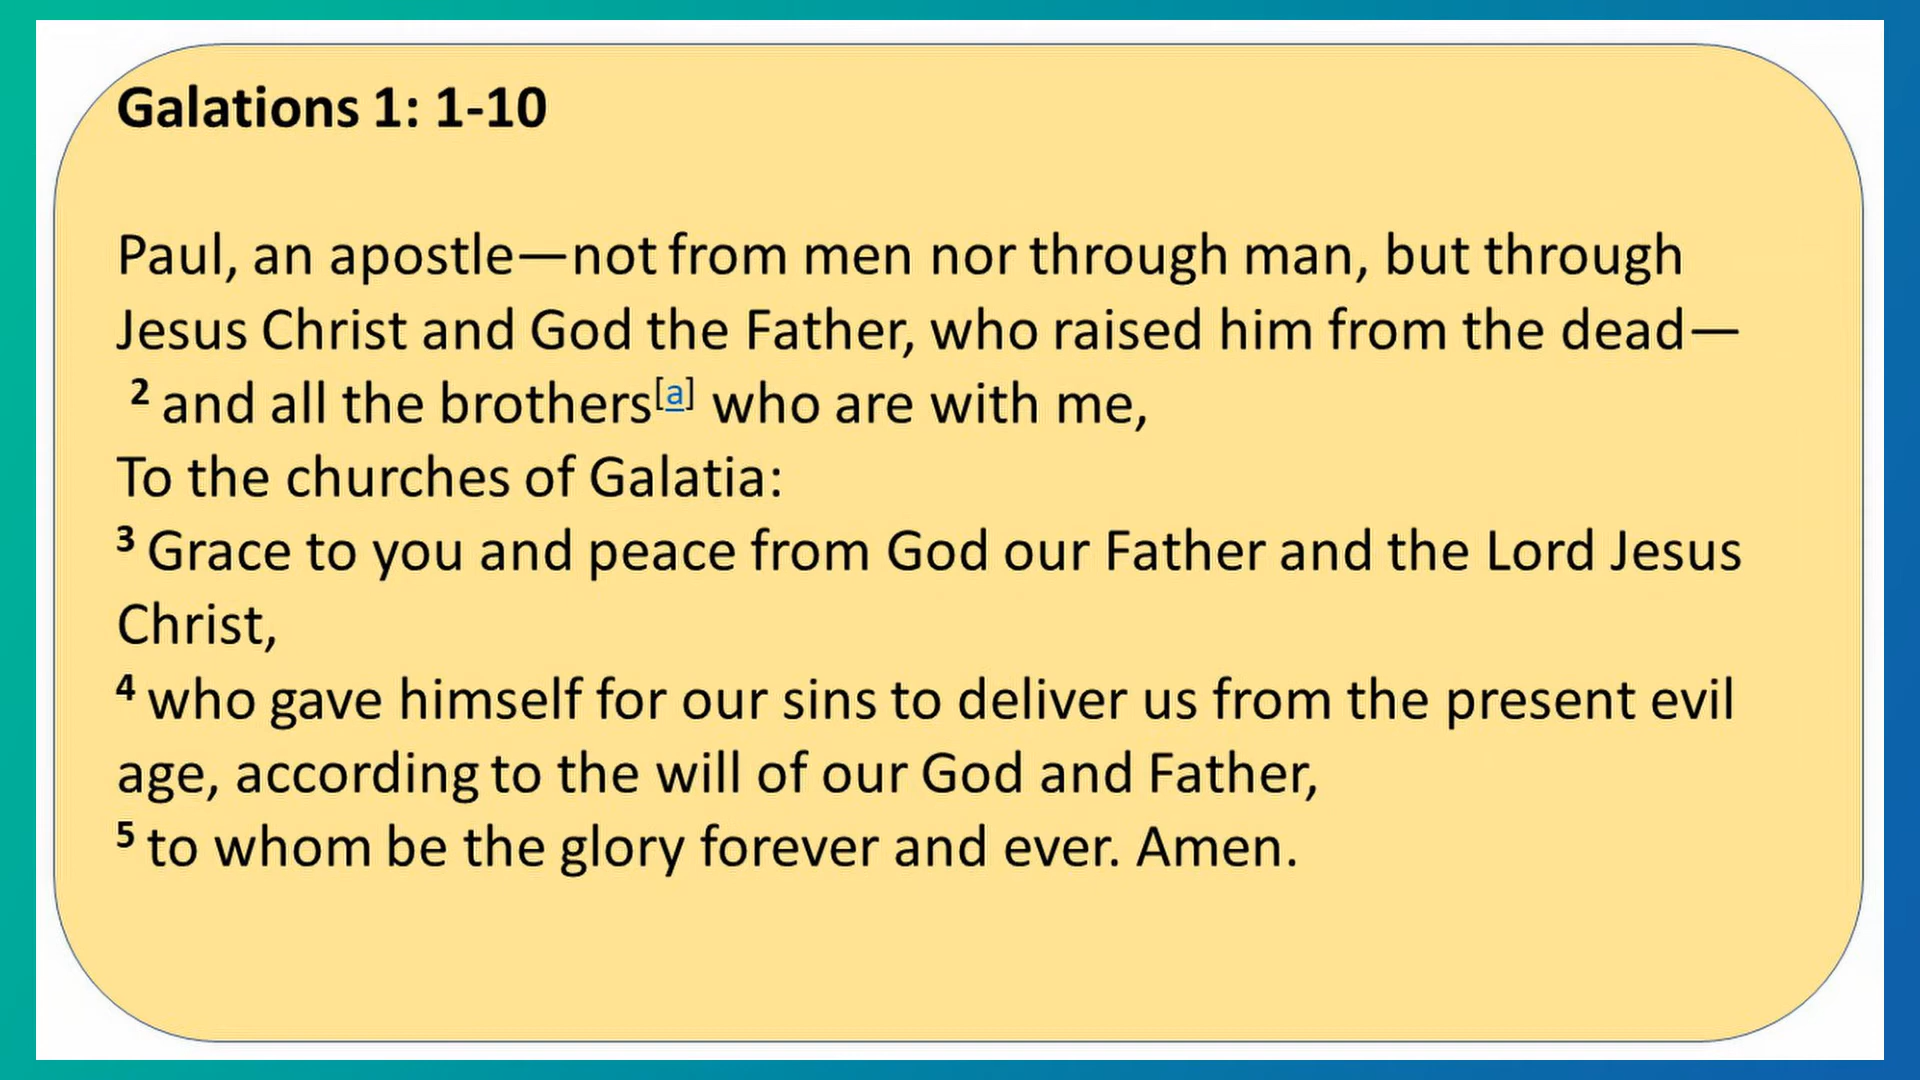 Galations 1: 1-10
Paul, an apostle—not from men nor through man, but through
Jesus Christ and God the Father, who raised him from the dead—
2 and all the brothers[a] who are with me,
To the churches of Galatia:
3 Grace to you and peace from God our Father and the Lord Jesus
Christ,
4 who gave himself for our sins to deliver us from the present evil
age, according to the will of our God and Father,
5 to whom be the glory forever and ever. Amen.